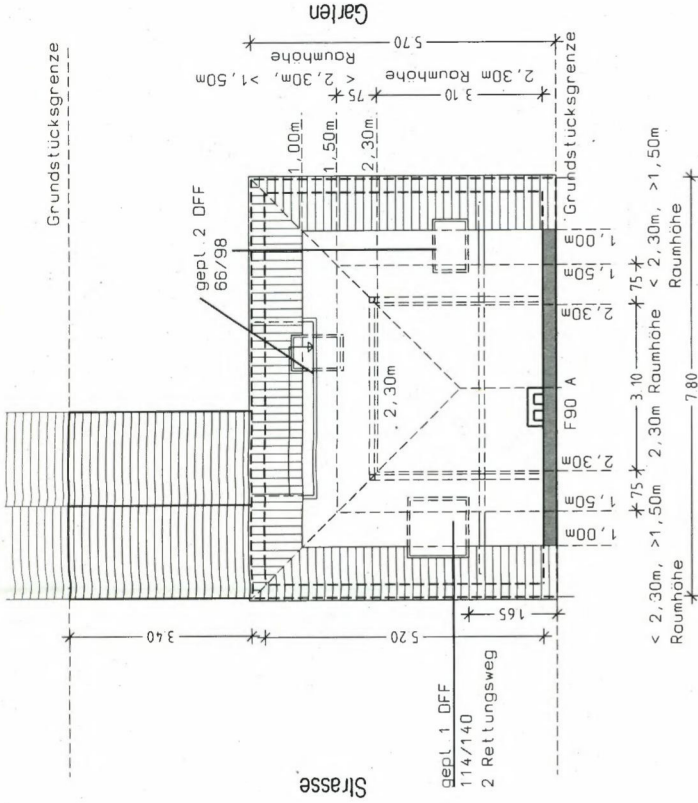 Garten
Grundstücksgrenze
5.70
< 2,30m, >1,50m
Raumhöhe
75
2,30m Raumhöhe
3.10
1,00m
1,50m
2,30m
gepl. 2 DFF
66/98
Grundstücksgrenze
2,30m
F90 A
1,00m
1,50m
2,30m
2,30m
1,50m
1,00m
75
3.10
75
< 2,30m, >1,50m
Raumhöhe
2,30m Raumhöhe
< 2,30m, >1,50m
Raumhöhe
7.80
3.40
5.20
1.65
gepl 1 DFF
114/140
2 Rettungsweg
Strasse